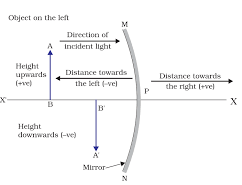 Object on the left
M
Direction of
incident light
A
Height
upwards
(+ve)
Distance towards
the left (–ve)
Distance towards
the right (+ve)
P
X'
B
B'
X
Height
downwards (–ve)
A'
Mirror
N